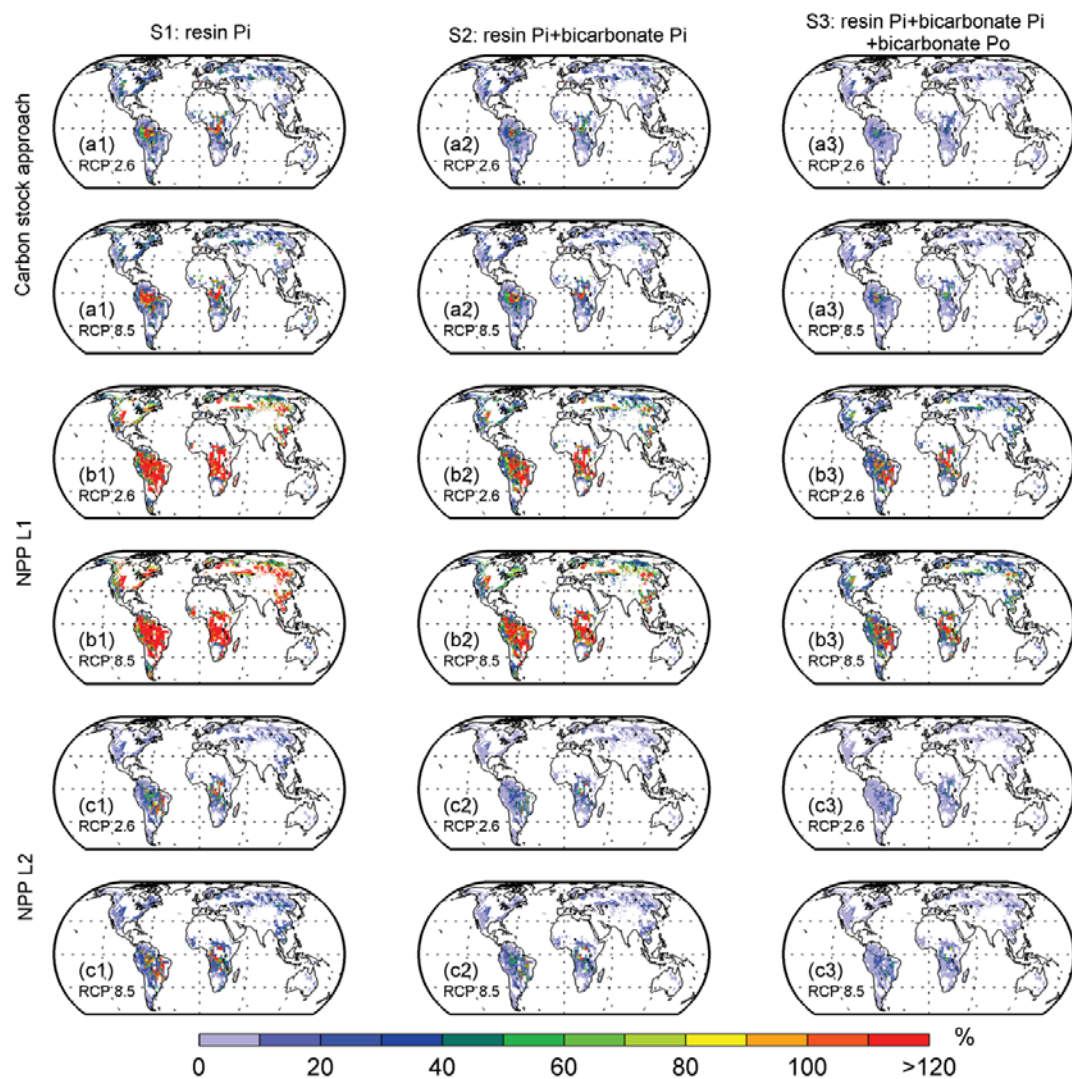 S1: resin Pi
S2: resin Pi+bicarbonate Pi
S3: resin Pi+bicarbonate Pi
+bicarbonate Po
Carbon stock approach
(a1)
RCP 2.6
(a2)
RCP 2.6
(a3)
RCP 2.6
(a1)
RCP 8.5
(a2)
RCP 8.5
(a3)
RCP 8.5
NPP L1
(b1)
RCP 2.6
(b2)
RCP 2.6
(b3)
RCP 2.6
(b1)
RCP 8.5
(b2)
RCP 8.5
(b3)
RCP 8.5
NPP L2
(c1)
RCP 2.6
(c2)
RCP 2.6
(c3)
RCP 2.6
(c1)
RCP 8.5
(c2)
RCP 8.5
(c3)
RCP 8.5
%
0 20 40 60 80 100 >120